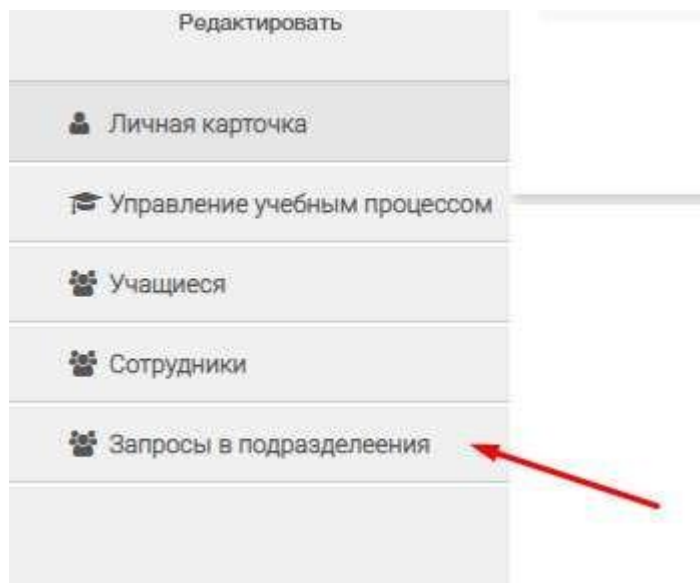 Редактировать
Личная карточка
Управление учебным процессом
Учащиеся
Сотрудники
Запросы в подразделеения